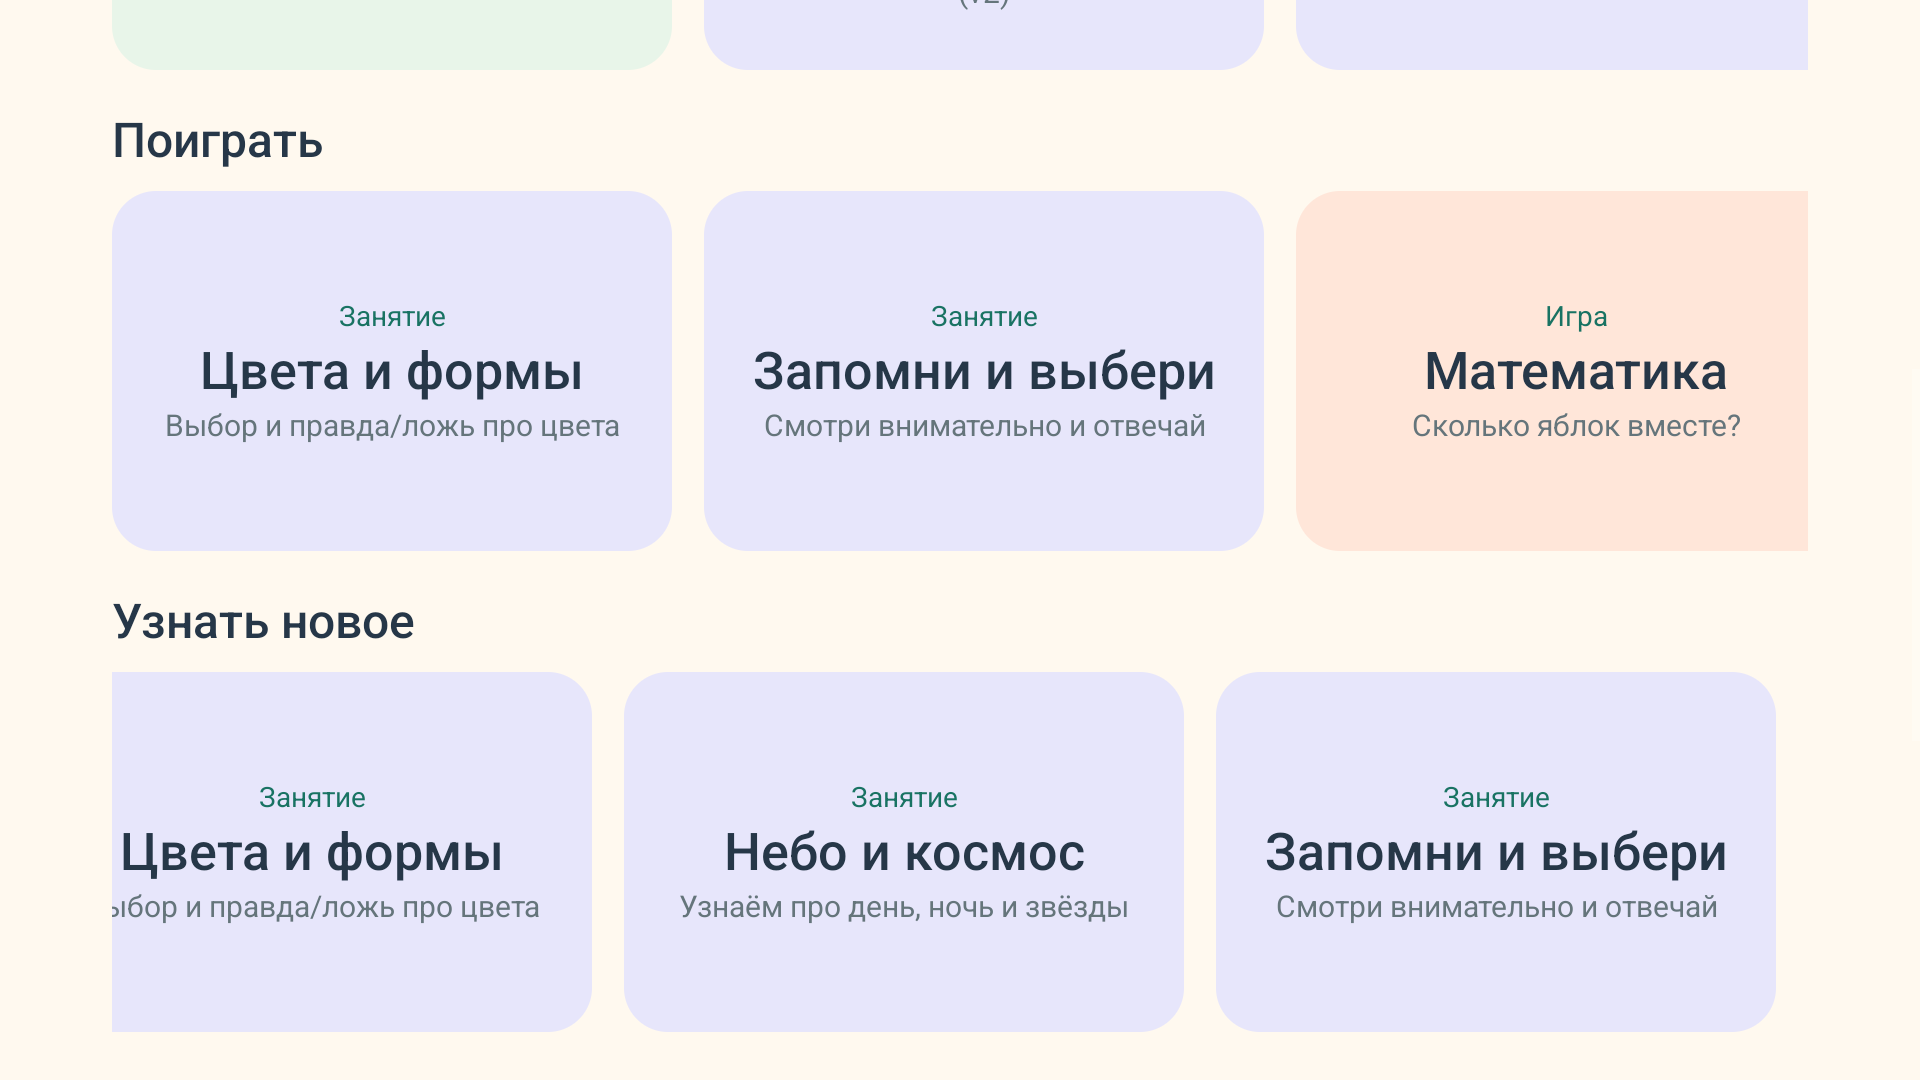 Поиграть
Занятие
Цвета и формы
Выбор и правда/ложь про цвета
Занятие
Запомни и выбери
Смотри внимательно и отвечай
Игра
Математика
Сколько яблок вместе?
Узнать новое
Занятие
Цвета и формы
ыбор и правда/ложь про цвета
Занятие
Небо и космос
Узнаём про день, ночь и звёзды
Занятие
Запомни и выбери
Смотри внимательно и отвечай